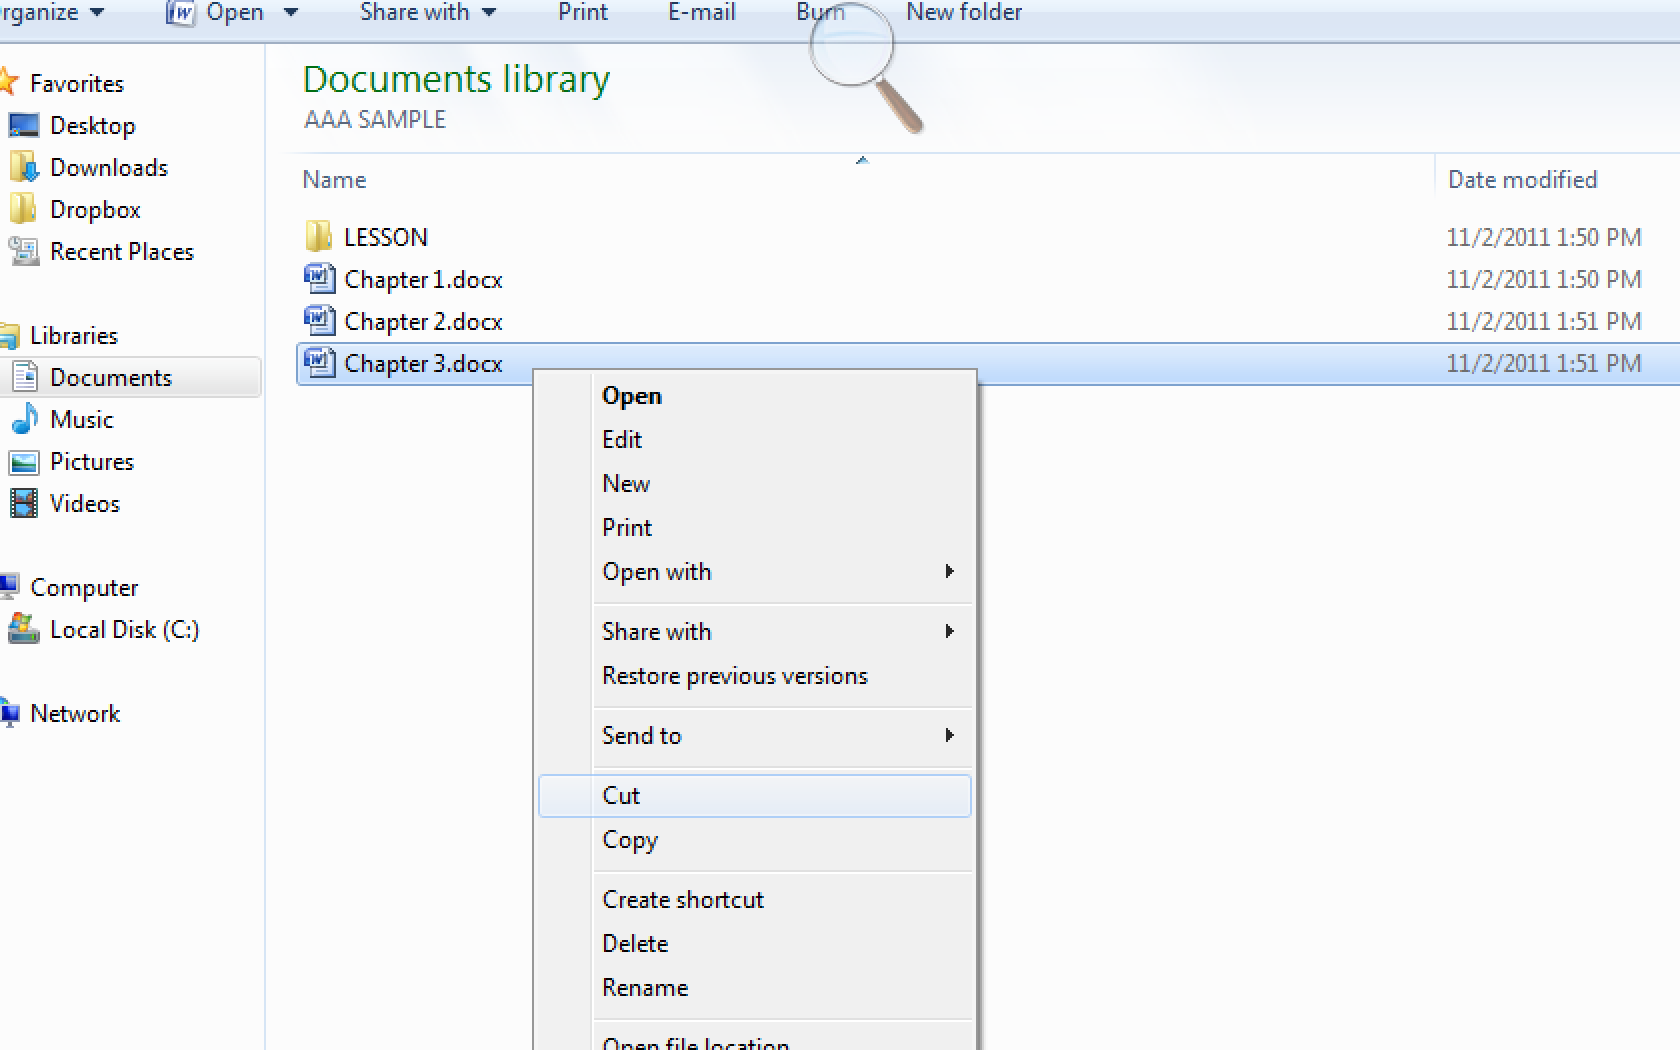 rganize Open Share with Print E-mail Burn New folder
Favorites
Desktop
Downloads
Dropbox
Recent Places
Libraries
Documents
Music
Pictures
Videos
Computer
Local Disk (C:)
Network
Documents library
AAA SAMPLE
Name Date modified
LESSON 11/2/2011 1:50 PM
Chapter 1.docx 11/2/2011 1:50 PM
Chapter 2.docx 11/2/2011 1:51 PM
Chapter 3.docx 11/2/2011 1:51 PM
Open
Edit
New
Print
Open with
Share with
Restore previous versions
Send to
Cut
Copy
Create shortcut
Delete
Rename
Open file location